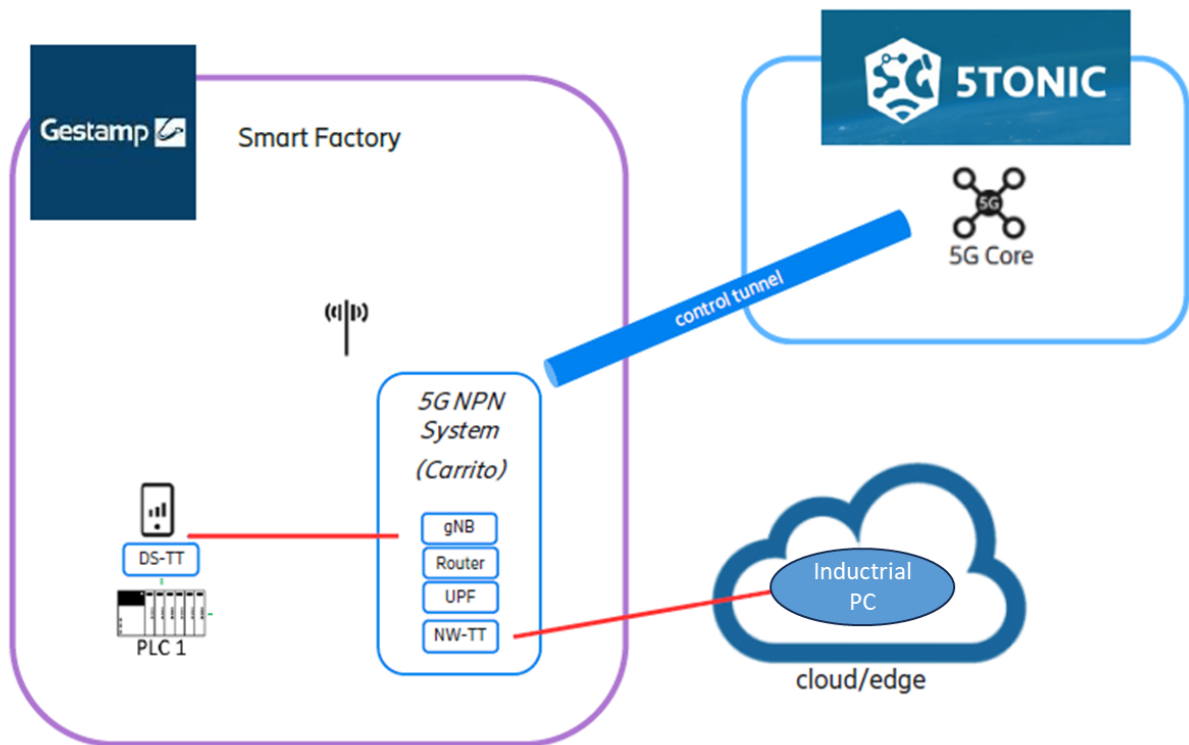 Gestamp
Smart Factory
5TONIC
5G
5G Core
control tunnel
5G NPN
System
(Carrito)
gNB
Router
UPF
NW-TT
DS-TT
PLC 1
Inductrial
PC
cloud/edge